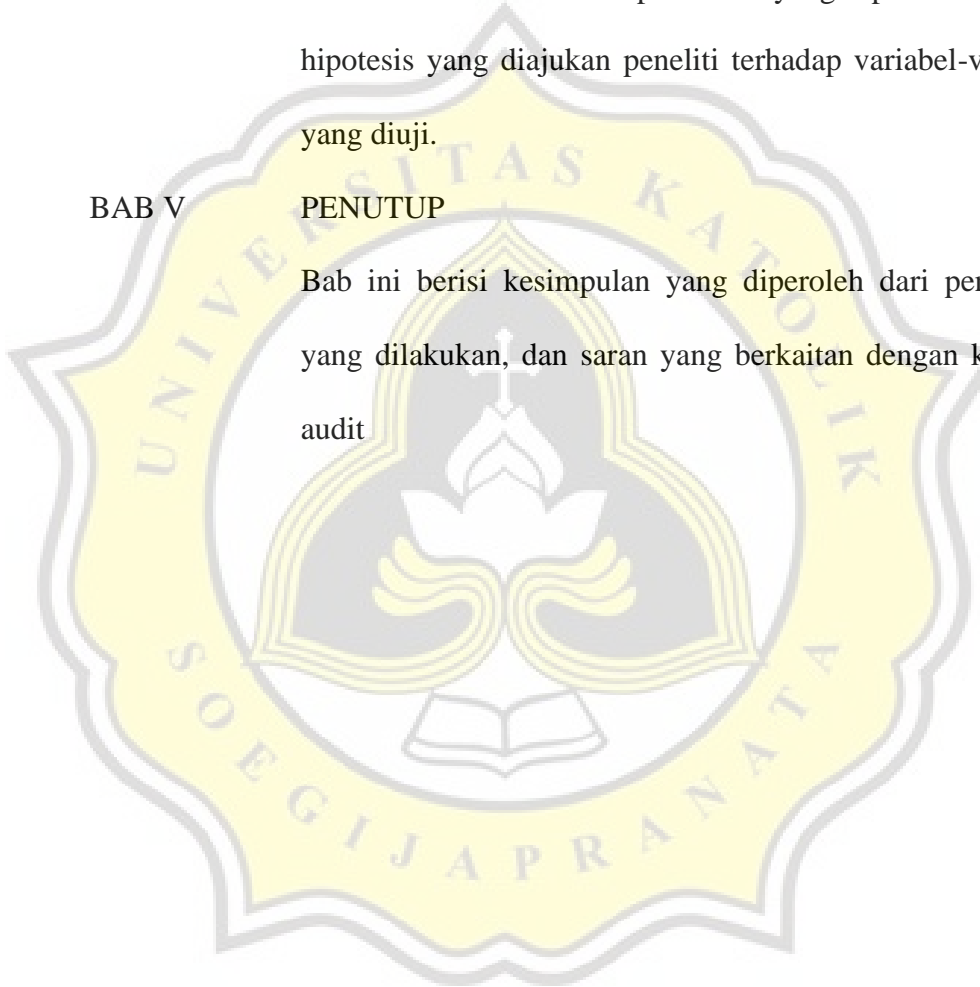 hipotesis yang diajukan peneliti terhadap variabel-v
yang diuji.
BAB V PENUTUP
Bab ini berisi kesimpulan yang diperoleh dari
yang dilakukan, dan saran yang berkaitan dengan
audit
UNIVERSITAS KATOLIK
SOEGIJAPRANATA